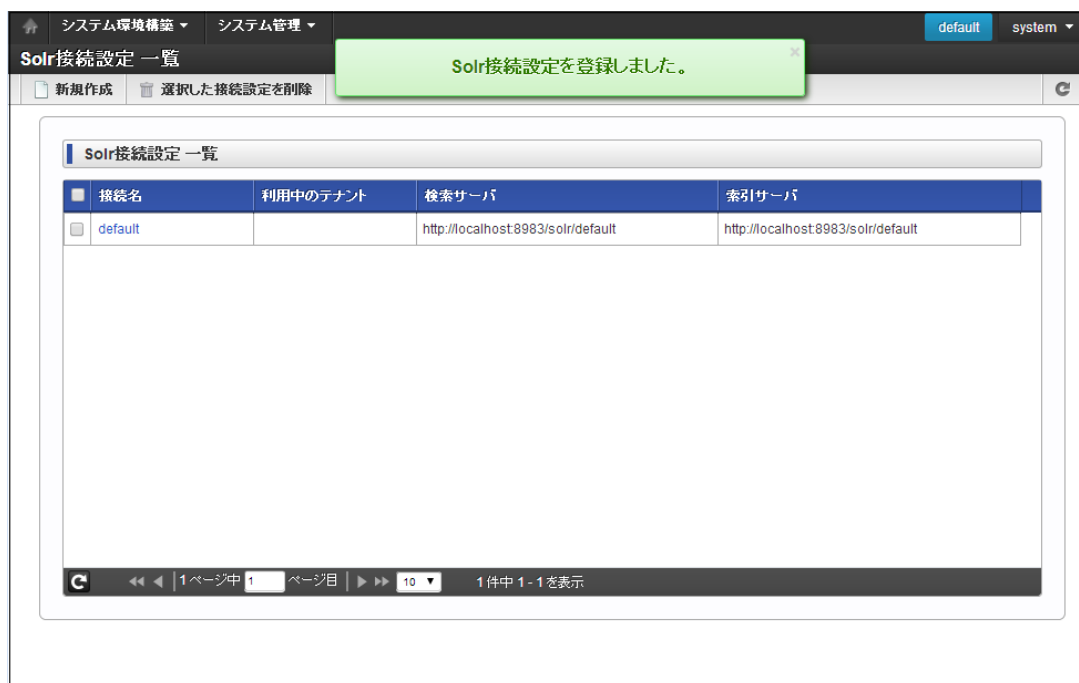 システム環境構築 ▼ システム管理 ▼ default system ▼
Solr接続設定 一覧
Solr接続設定を登録しました。 ×
新規作成 選択した接続設定を削除
Solr接続設定 一覧
接続名 利用中のテナント 検索サーバ 索引サーバ
default http://localhost:8983/solr/default http://localhost:8983/solr/default
1 ページ中 1 ページ目 10 ▼ 1 件中 1 - 1 を表示